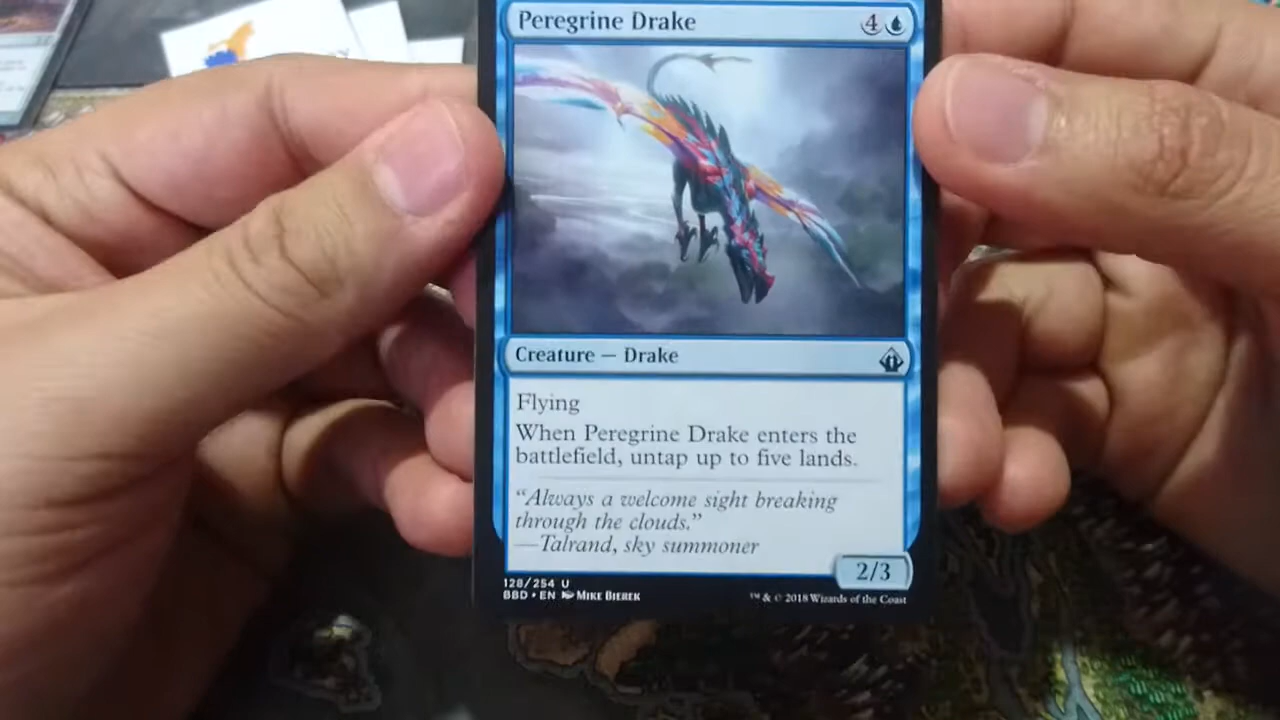 Peregrine Drake 4
Creature — Drake
Flying
When Peregrine Drake enters the
battlefield, untap up to five lands.
“Always a welcome sight breaking
through the clouds.”
—Talrand, sky summoner
2/3
128/254 U
BBD • EN Mike Bierek
™ & © 2018 Wizards of the Coast